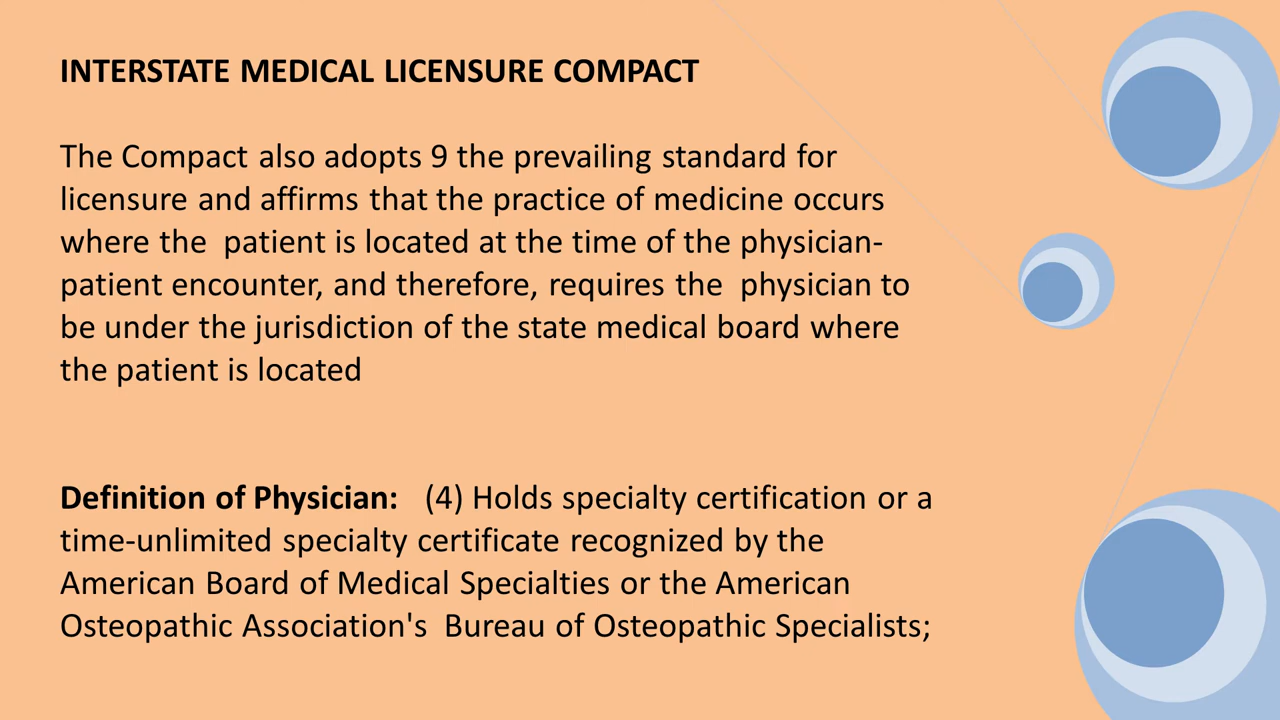 INTERSTATE MEDICAL LICENSURE COMPACT
The Compact also adopts 9 the prevailing standard for
licensure and affirms that the practice of medicine occurs
where the  patient is located at the time of the physician-
patient encounter, and therefore, requires the  physician to
be under the jurisdiction of the state medical board where
the patient is located
Definition of Physician:   (4) Holds specialty certification or a
time-unlimited specialty certificate recognized by the
American Board of Medical Specialties or the American
Osteopathic Association's  Bureau of Osteopathic Specialists;